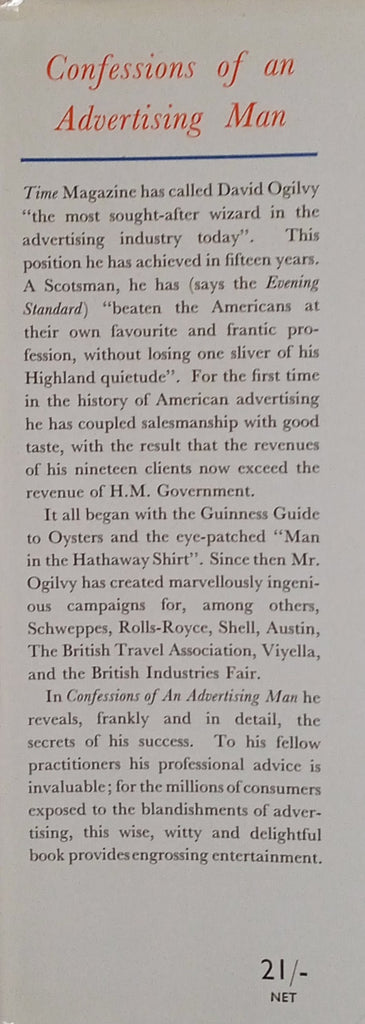 Confessions of an
Advertising Man
Time Magazine has called David Ogilvy
“the most sought-after wizard in the
advertising industry today”. This
position he has achieved in fifteen years.
A Scotsman, he has (says the Evening
Standard) “beaten the Americans at
their own favourite and frantic pro-
fession, without losing one sliver of his
Highland quietude”. For the first time
in the history of American advertising
he has coupled salesmanship with good
taste, with the result that the revenues
of his nineteen clients now exceed the
revenue of H.M. Government.
It all began with the Guinness Guide
to Oysters and the eye-patched “Man
in the Hathaway Shirt”. Since then Mr.
Ogilvy has created marvellously ingeni-
ous campaigns for, among others,
Schweppes, Rolls-Royce, Shell, Austin,
The British Travel Association, Viyella,
and the British Industries Fair.
In Confessions of An Advertising Man he
reveals, frankly and in detail, the
secrets of his success. To his fellow
practitioners his professional advice is
invaluable; for the millions of consumers
exposed to the blandishments of adver-
tising, this wise, witty and delightful
book provides engrossing entertainment.
21/-
NET